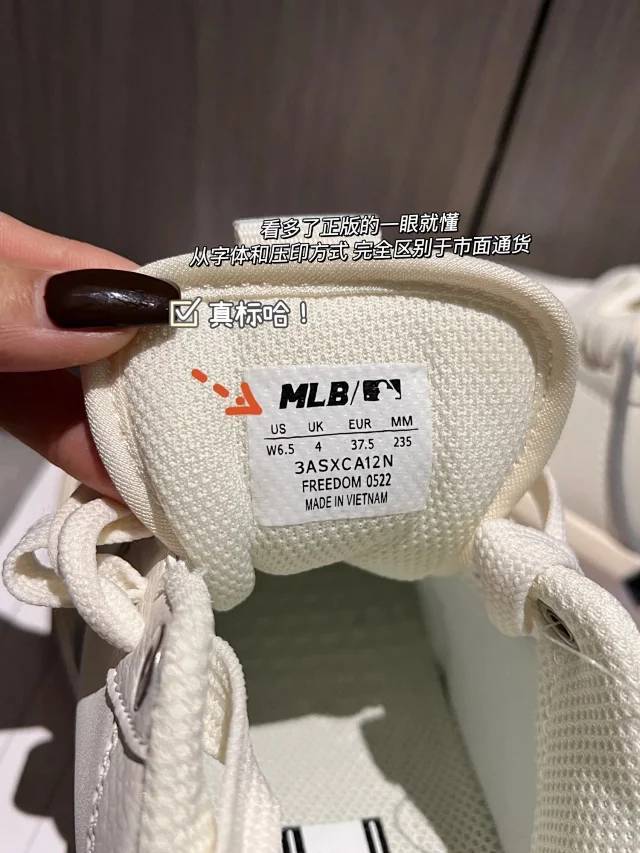 看多了正版的一眼就懂
从字体和压印方式 完全区别于市面通货
真标哈！
MLB/
US UK EUR MM
W6.5 4 37.5 235
3ASXCA12N
FREEDOM 0522
MADE IN VIETNAM